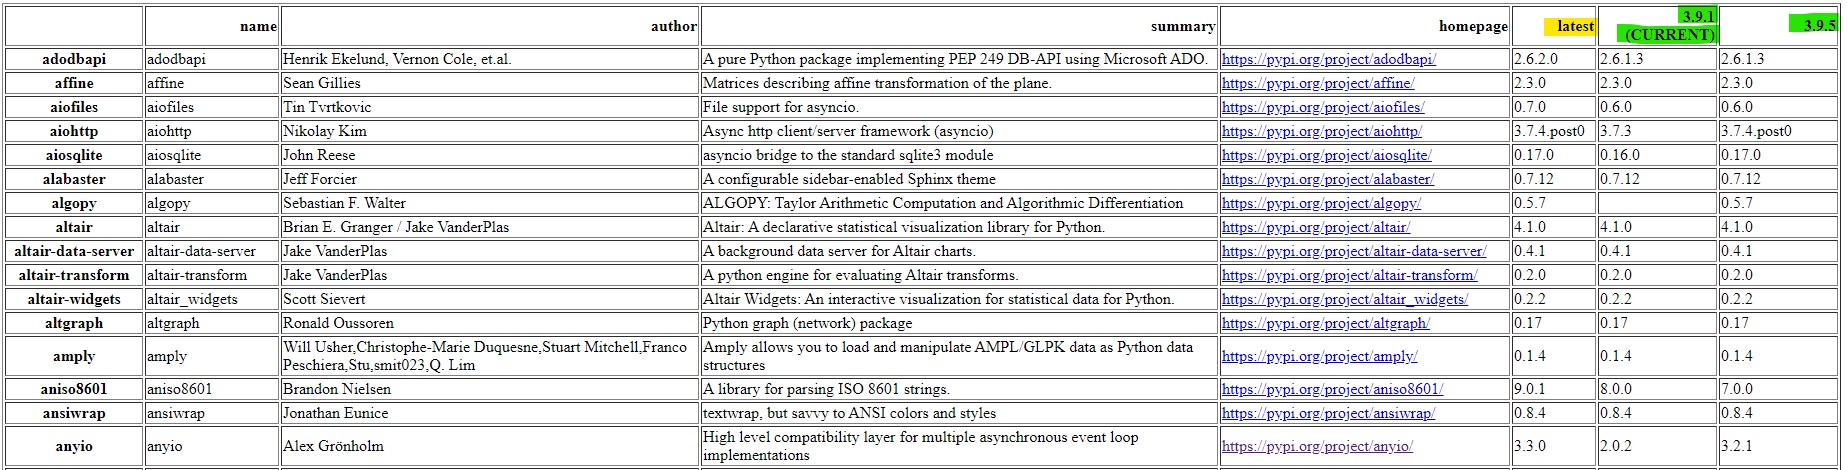 name author summary homepage latest 3.9.1 3.9.5
(CURRENT)
adodbapi adodbapi Henrik Ekelund, Vernon Cole, et.al. A pure Python package implementing PEP 249 DB-API using Microsoft ADO. https://pypi.org/project/adodbapi/ 2.6.2.0 2.6.1.3 2.6.1.3
affine affine Sean Gillies Matrices describing affine transformation of the plane. https://pypi.org/project/affine/ 2.3.0 2.3.0 2.3.0
aiofiles aiofiles Tin Tvrtkovic File support for asyncio. https://pypi.org/project/aiofiles/ 0.7.0 0.6.0 0.6.0
aiohttp aiohttp Nikolay Kim Async http client/server framework (asyncio) https://pypi.org/project/aiohttp/ 3.7.4.post0 3.7.3 3.7.4.post0
aiosqlite aiosqlite John Reese asyncio bridge to the standard sqlite3 module https://pypi.org/project/aiosqlite/ 0.17.0 0.16.0 0.17.0
alabaster alabaster Jeff Forcier A configurable sidebar-enabled Sphinx theme https://pypi.org/project/alabaster/ 0.7.12 0.7.12 0.7.12
algopy algopy Sebastian F. Walter ALGOPY: Taylor Arithmetic Computation and Algorithmic Differentiation https://pypi.org/project/algopy/ 0.5.7 0.5.7
altair altair Brian E. Granger / Jake VanderPlas Altair: A declarative statistical visualization library for Python. https://pypi.org/project/altair/ 4.1.0 4.1.0 4.1.0
altair-data-server altair-data-server Jake VanderPlas A background data server for Altair charts. https://pypi.org/project/altair-data-server/ 0.4.1 0.4.1 0.4.1
altair-transform altair-transform Jake VanderPlas A python engine for evaluating Altair transforms. https://pypi.org/project/altair-transform/ 0.2.0 0.2.0 0.2.0
altair-widgets altair_widgets Scott Sievert Altair Widgets: An interactive visualization for statistical data for Python. https://pypi.org/project/altair_widgets/ 0.2.2 0.2.2 0.2.2
altgraph altgraph Ronald Oussoren Python graph (network) package https://pypi.org/project/altgraph/ 0.17 0.17 0.17
amply amply Will Usher,Christophe-Marie Duquesne,Stuart Mitchell,Franco Amply allows you to load and manipulate AMPL/GLPK data as Python data https://pypi.org/project/amply/ 0.1.4 0.1.4 0.1.4
Peschiera,Stu,smit023,Q. Lim structures
aniso8601 aniso8601 Brandon Nielsen A library for parsing ISO 8601 strings. https://pypi.org/project/aniso8601/ 9.0.1 8.0.0 7.0.0
ansiwrap ansiwrap Jonathan Eunice textwrap, but savvy to ANSI colors and styles https://pypi.org/project/ansiwrap/ 0.8.4 0.8.4 0.8.4
anyio anyio Alex Grönholm High level compatibility layer for multiple asynchronous event loop https://pypi.org/project/anyio/ 3.3.0 2.0.2 3.2.1
implementations